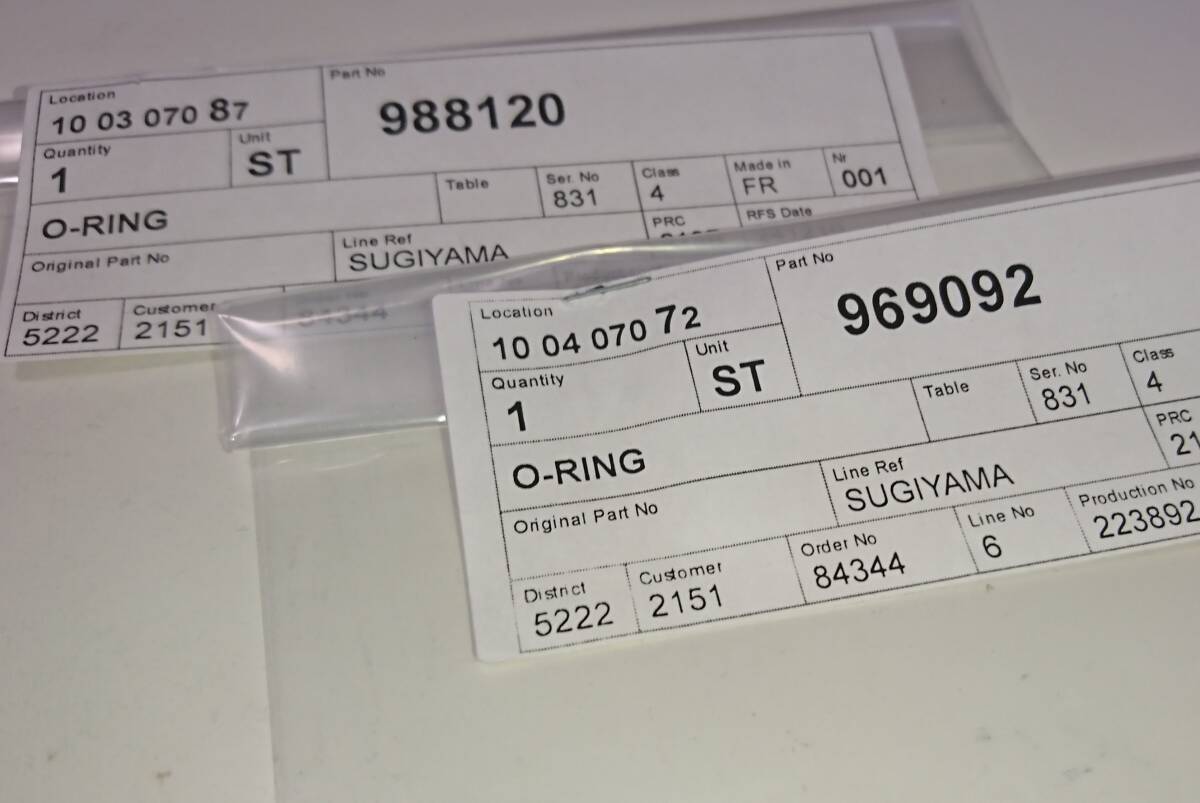 Location
10 03 070 87
Part No
988120
Quantity
1
Unit
ST
O-RING
Table
Ser. No
831
Class
4
Made in
FR
Nr
001
Original Part No
Line Ref
SUGIYAMA
PRC
RFS Date
District
5222
Customer
2151
84344
Location
10 04 070 72
Part No
969092
Quantity
1
Unit
ST
O-RING
Table
Ser. No
831
Class
4
Original Part No
Line Ref
SUGIYAMA
PRC
21
District
5222
Customer
2151
Order No
84344
Line No
6
Production No
223892